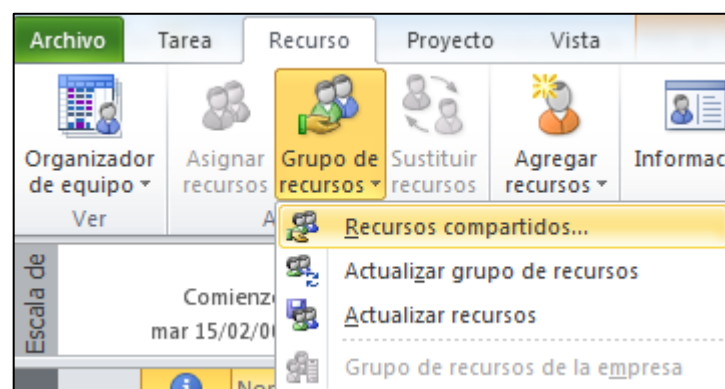 Archivo Tarea Recurso Proyecto Vista
Organizador de equipo
Asignar recursos
Grupo de recursos
Sustituir recursos
Agregar recursos
Ver
Recursos compartidos...
Actualizar grupo de recursos
Actualizar recursos
Grupo de recursos de la empresa
Escala de